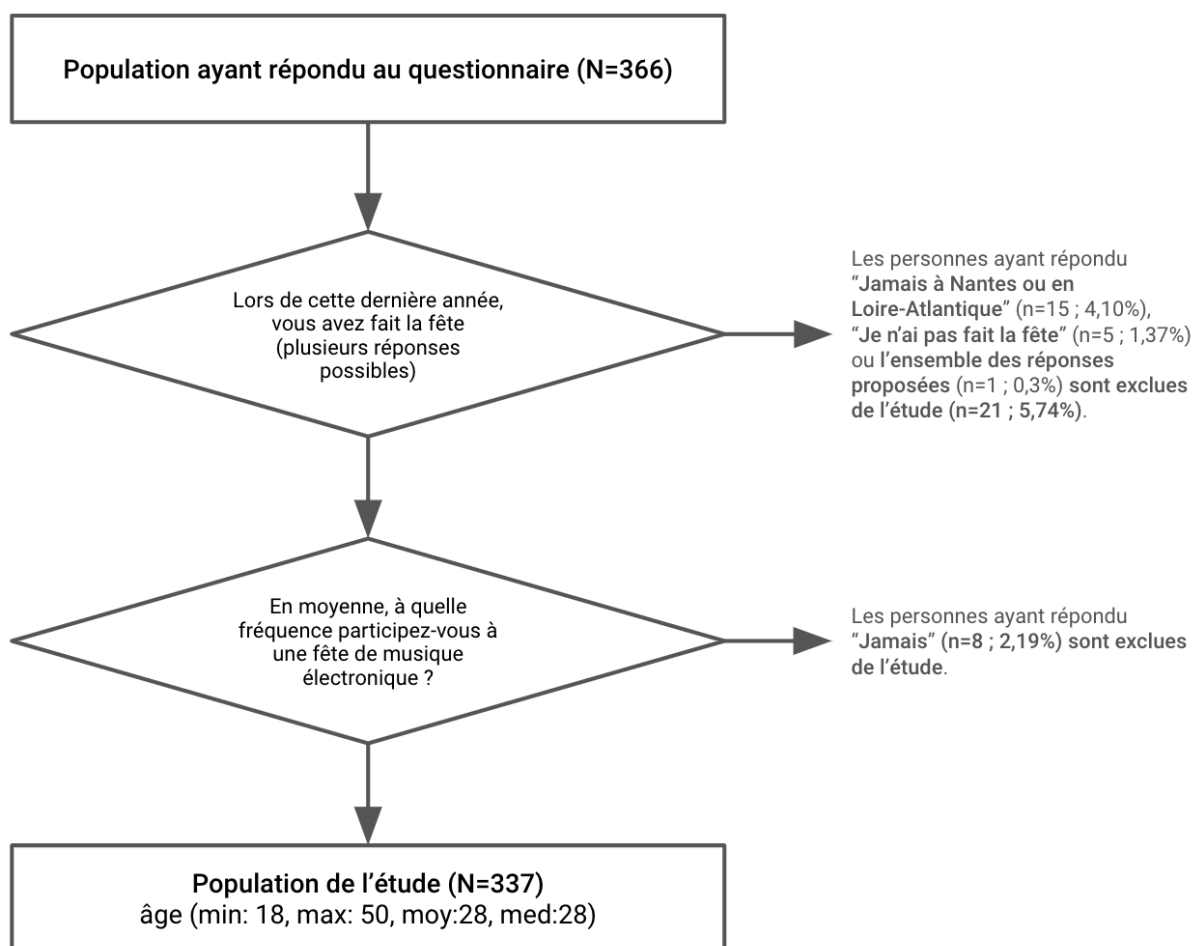 Population ayant répondu au questionnaire (N=366)
Lors de cette dernière année,
vous avez fait la fête
(plusieurs réponses
possibles)
Les personnes ayant répondu
“Jamais à Nantes ou en
Loire-Atlantique” (n=15 ; 4,10%),
“Je n’ai pas fait la fête” (n=5 ; 1,37%)
ou l’ensemble des réponses
proposées (n=1 ; 0,3%) sont exclues
de l’étude (n=21 ; 5,74%).
En moyenne, à quelle
fréquence participez-vous à
une fête de musique
électronique ?
Les personnes ayant répondu
“Jamais” (n=8 ; 2,19%) sont exclues
de l’étude.
Population de l’étude (N=337)
âge (min: 18, max: 50, moy:28, med:28)